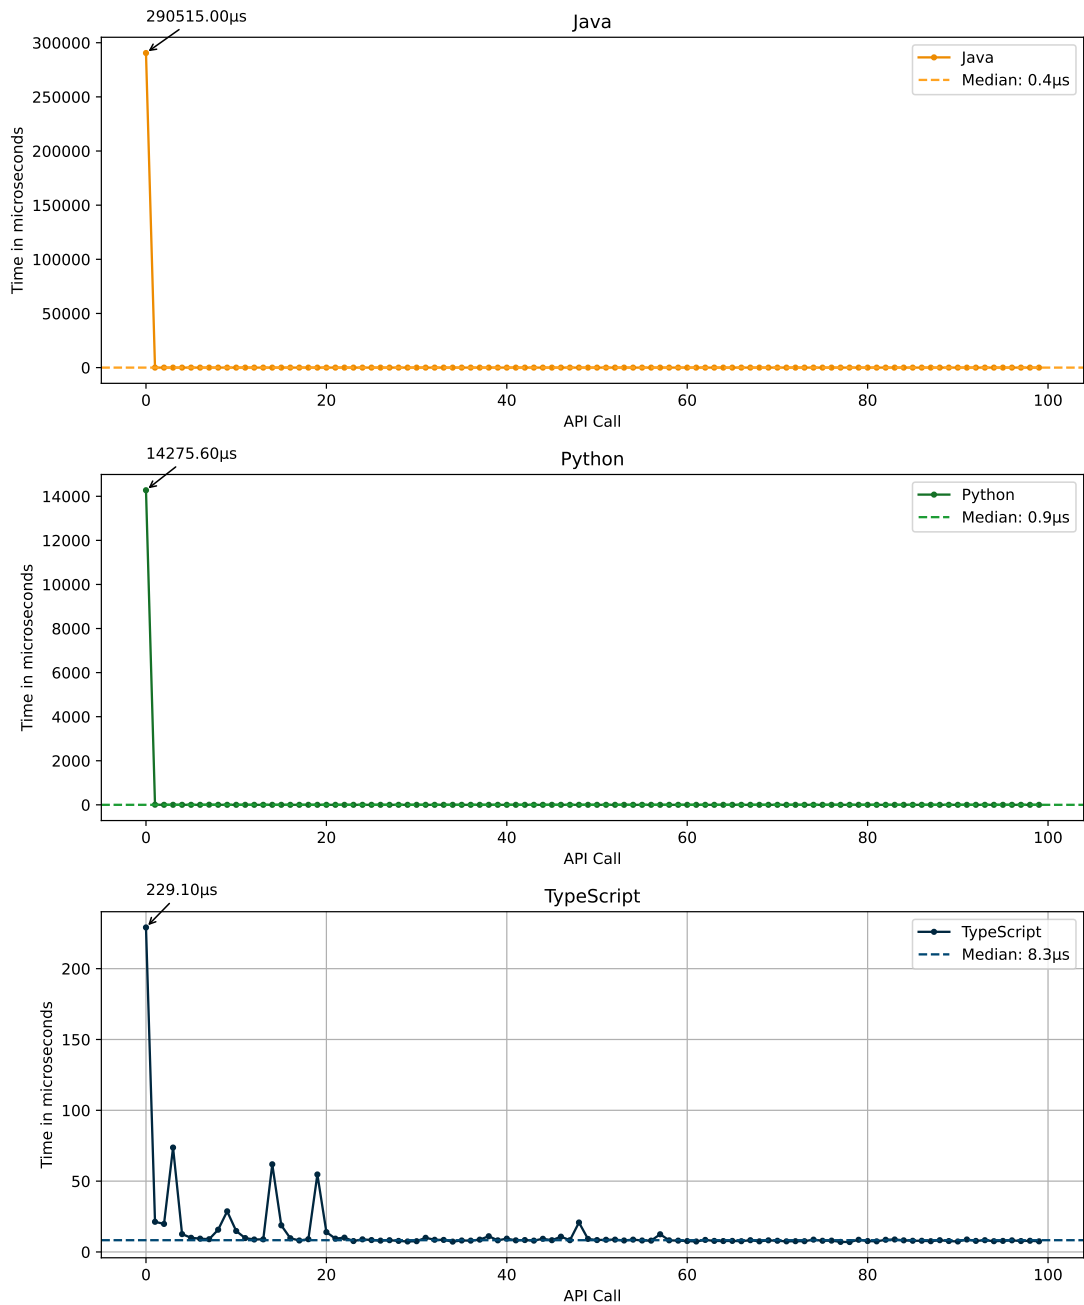 290515.00µs
Java
300000
250000
200000
150000
100000
50000
0
Time in microseconds
Java
Median: 0.4µs
0 20 40 60 80 100
API Call
14275.60µs
Python
14000
12000
10000
8000
6000
4000
2000
0
Time in microseconds
Python
Median: 0.9µs
0 20 40 60 80 100
API Call
229.10µs
TypeScript
200
150
100
50
0
Time in microseconds
TypeScript
Median: 8.3µs
0 20 40 60 80 100
API Call